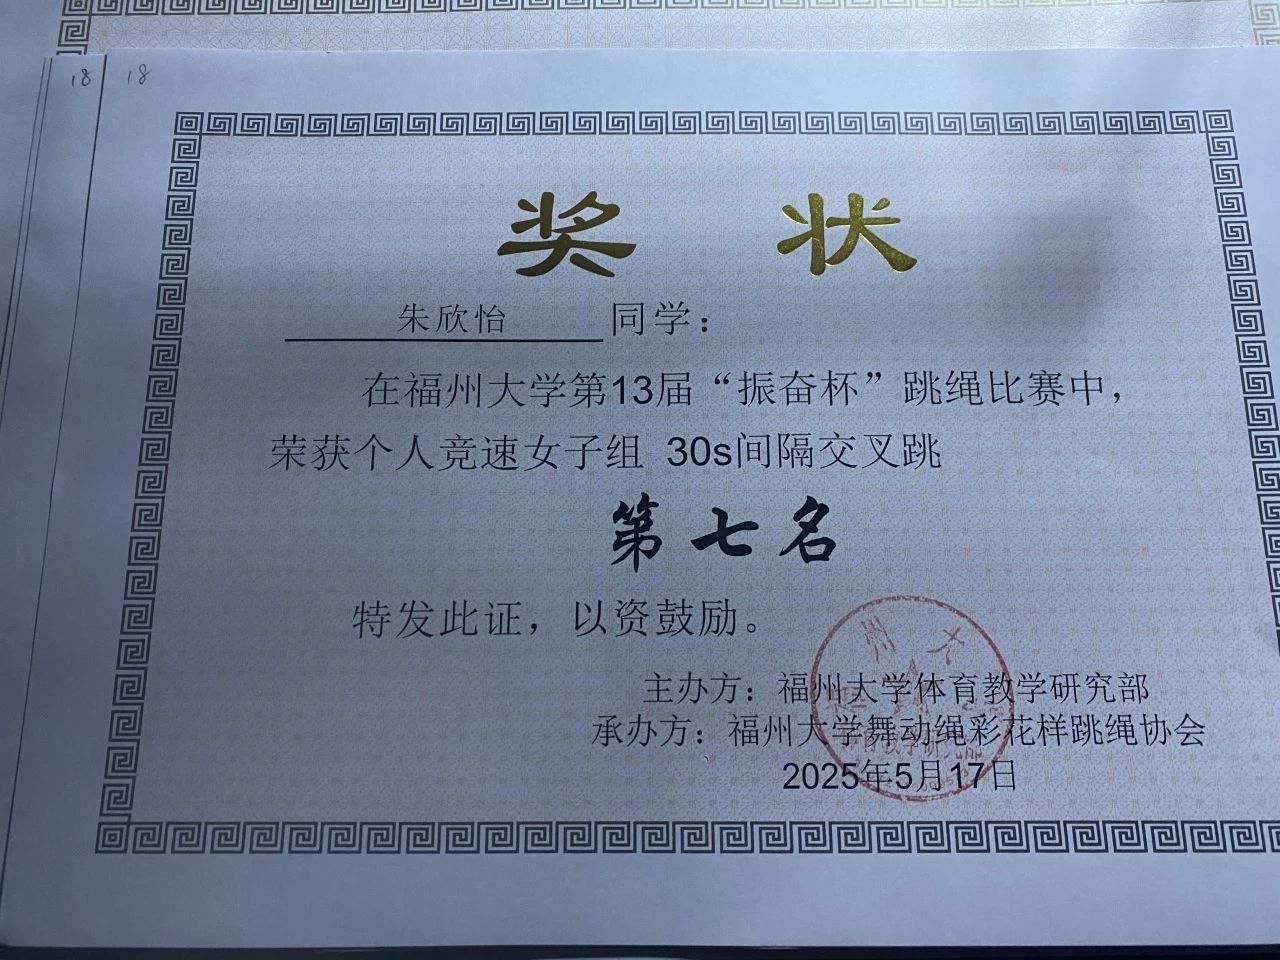 18 18
奖 状
朱欣怡 同学：
在福州大学第13届“振奋杯”跳绳比赛中，
荣获个人竞速女子组 30s间隔交叉跳
第七名
特发此证，以资鼓励。
主办方：福州大学体育教学研究部
承办方：福州大学舞动绳彩花样跳绳协会
2025年5月17日
州 大